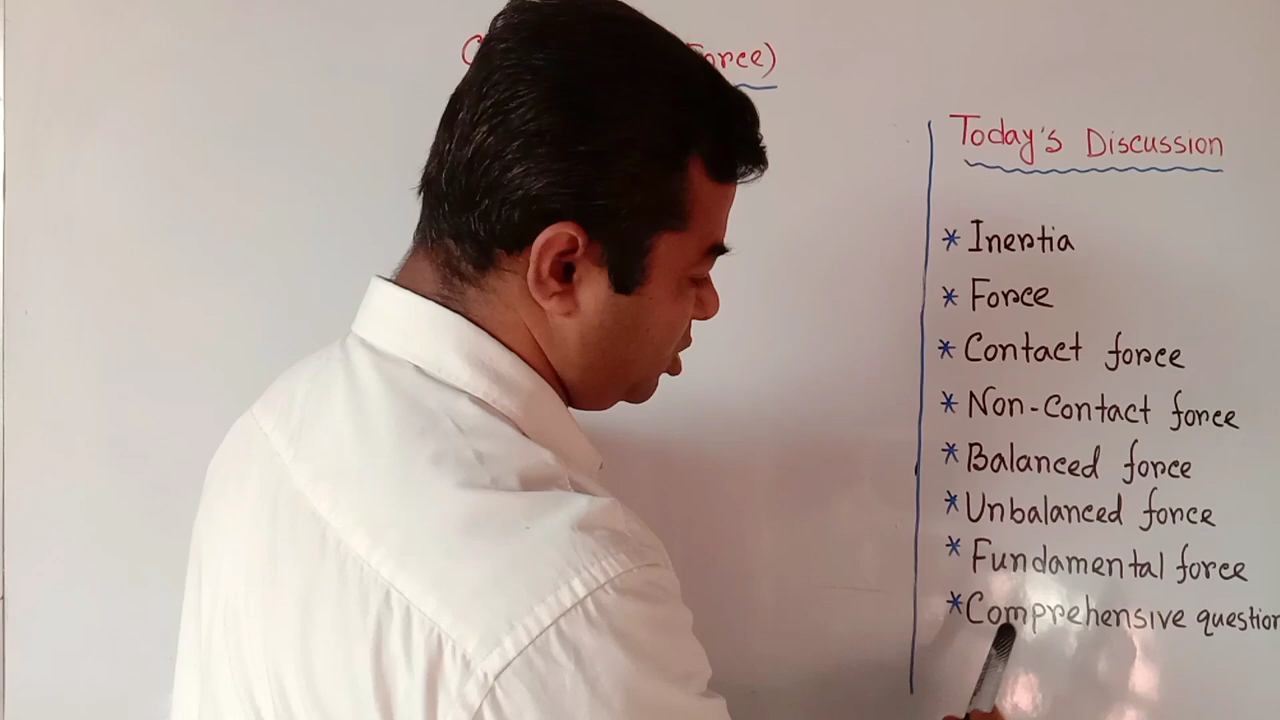 Force)
Today's Discussion
* Inertia
* Force
* Contact force
* Non-Contact force
* Balanced force
* Unbalanced force
* Fundamental force
* Comprehensive question